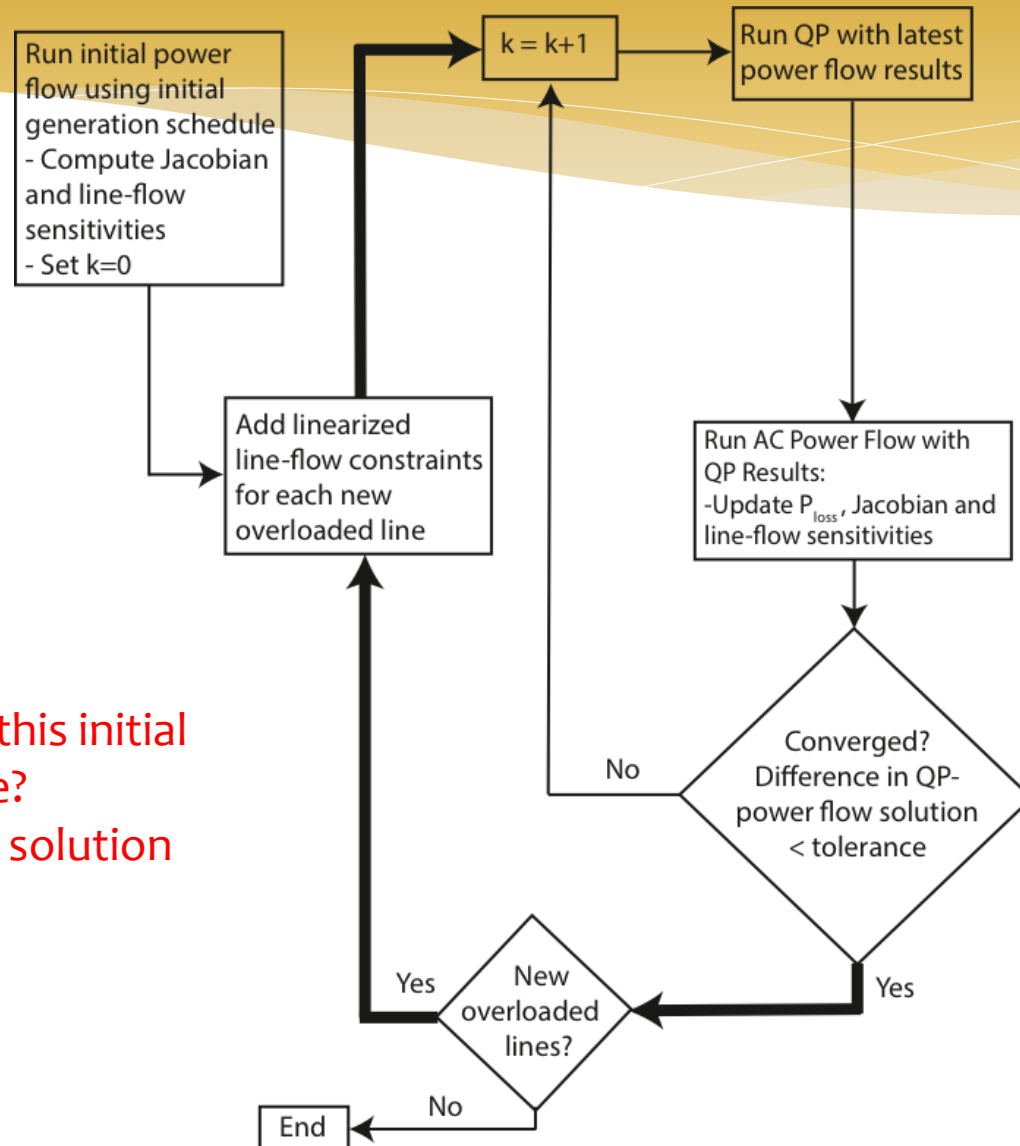 Run initial power
flow using initial
generation schedule
- Compute Jacobian
and line-flow
sensitivities
- Set k=0
k = k+1
Run QP with latest
power flow results
Add linearized
line-flow constraints
for each new
overloaded line
Run AC Power Flow with
QP Results:
-Update P_loss, Jacobian and
line-flow sensitivities
this initial
e?
solution
No
Converged?
Difference in QP-
power flow solution
< tolerance
Yes
Yes
New
overloaded
lines?
No
End